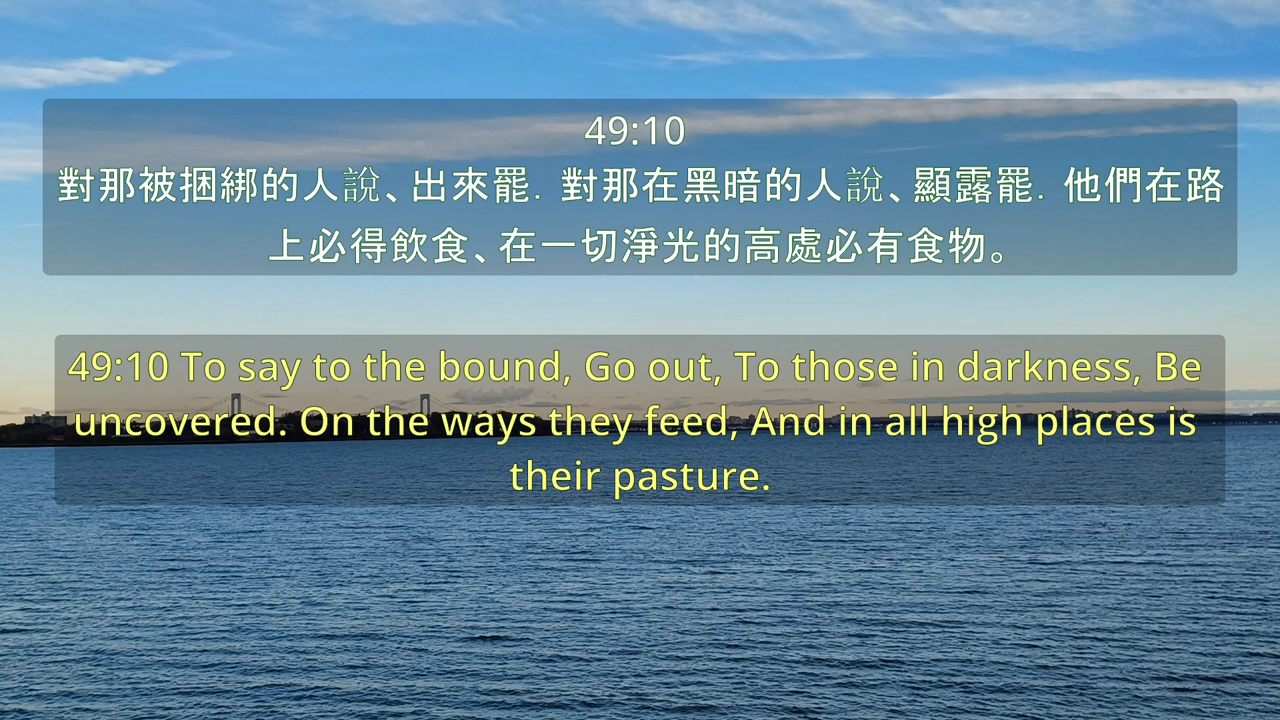 49:10
對那被捆綁的人說、出來罷. 對那在黑暗的人說、顯露罷. 他們在路
上必得飲食、在一切淨光的高處必有食物。
49:10 To say to the bound, Go out, To those in darkness, Be
uncovered. On the ways they feed, And in all high places is
their pasture.